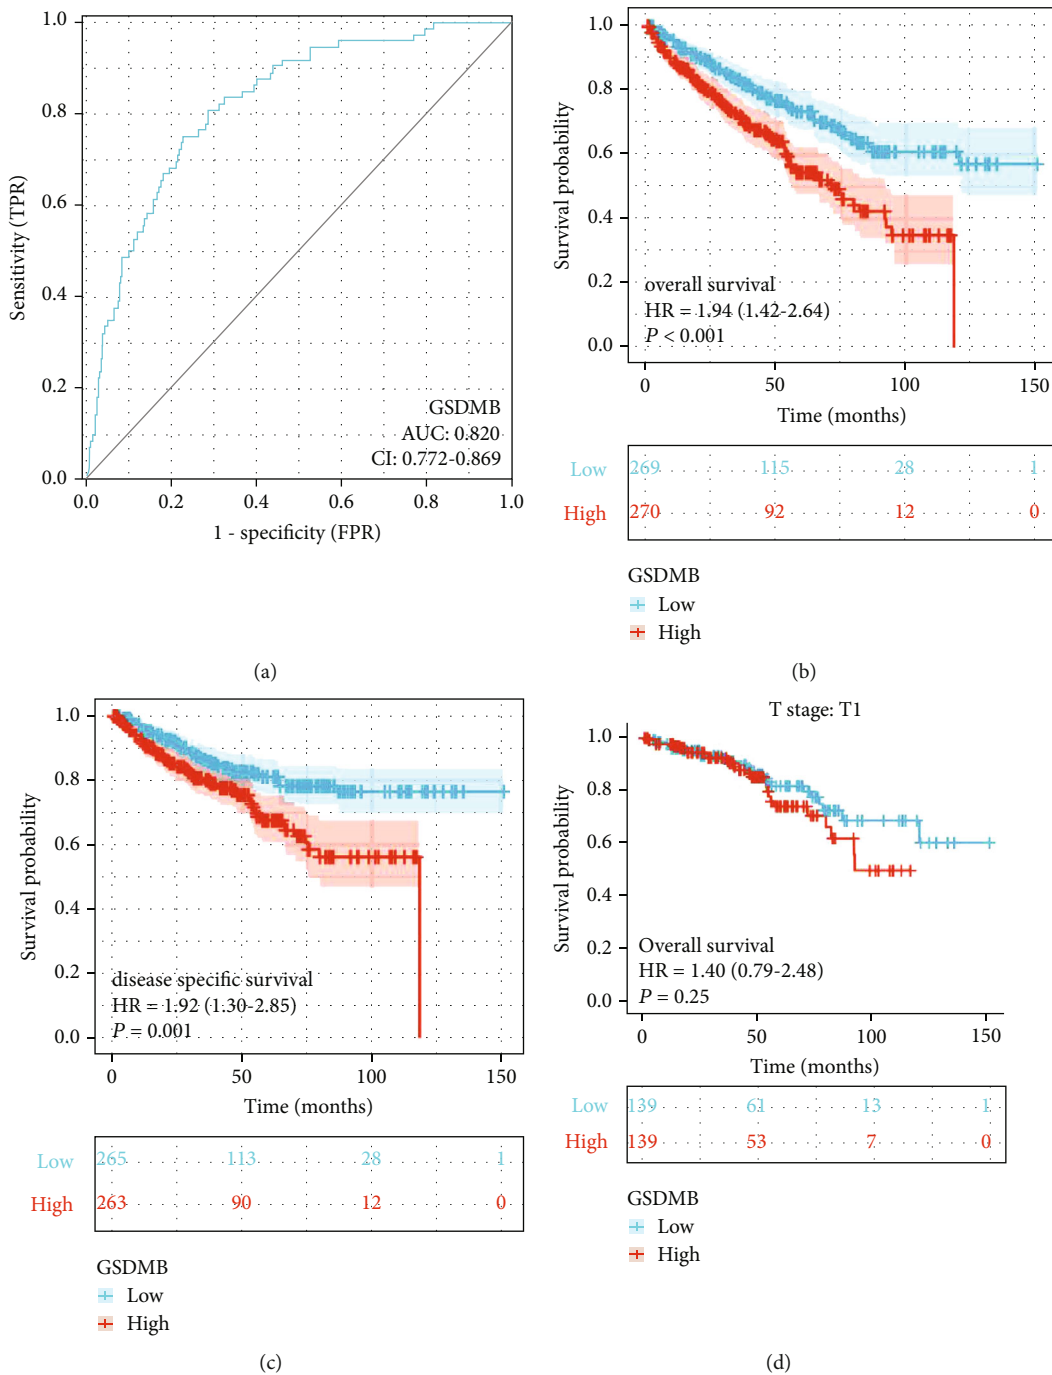 1.0
0.8
0.6
0.4
0.2
0.0
Sensitivity (TPR)
GSDMB
AUC: 0.820
CI: 0.772-0.869
0.0 0.2 0.4 0.6 0.8 1.0
1 - specificity (FPR)
(a)
1.0
0.8
0.6
0.4
0.2
0.0
Survival probability
overall survival
HR = 1.94 (1.42-2.64)
P < 0.001
0 50 100 150
Time (months)
Low 269 115 28 1
High 270 92 12 0
GSDMB
Low
High
(b)
1.0
0.8
0.6
0.4
0.2
0.0
Survival probability
disease specific survival
HR = 1.92 (1.30-2.85)
P = 0.001
0 50 100 150
Time (months)
Low 265 113 28 1
High 263 90 12 0
GSDMB
Low
High
(c)
T stage: T1
1.0
0.8
0.6
0.4
0.2
0.0
Survival probability
Overall survival
HR = 1.40 (0.79-2.48)
P = 0.25
0 50 100 150
Time (months)
Low 139 61 13 1
High 139 53 7 0
GSDMB
Low
High
(d)